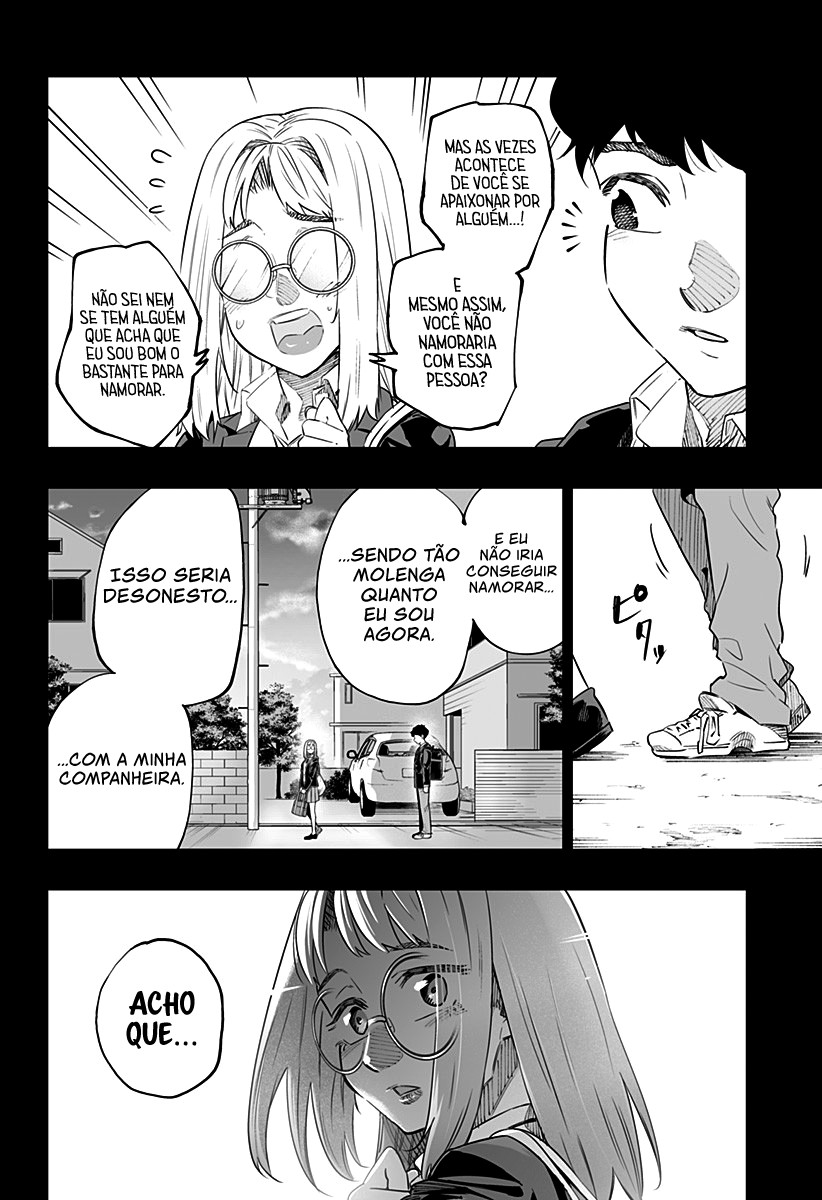 MAS AS VEZES
ACONTECE
DE VOCÊ SE
APAIXONAR POR
ALGUÉM...!
E
MESMO ASSIM,
VOCÊ NÃO
NAMORARIA
COM ESSA
PESSOA?
NÃO SEI NEM
SE TEM ALGUÉM
QUE ACHA QUE
EU SOU BOM O
BASTANTE PARA
NAMORAR.
ピタッ
E EU
NÃO IRIA
CONSEGUIR
NAMORAR...
...SENDO TÃO
MOLENGA
QUANTO
EU SOU
AGORA.
ISSO SERIA
DESONESTO...
...COM A MINHA
COMPANHEIRA.
ACHO
QUE...